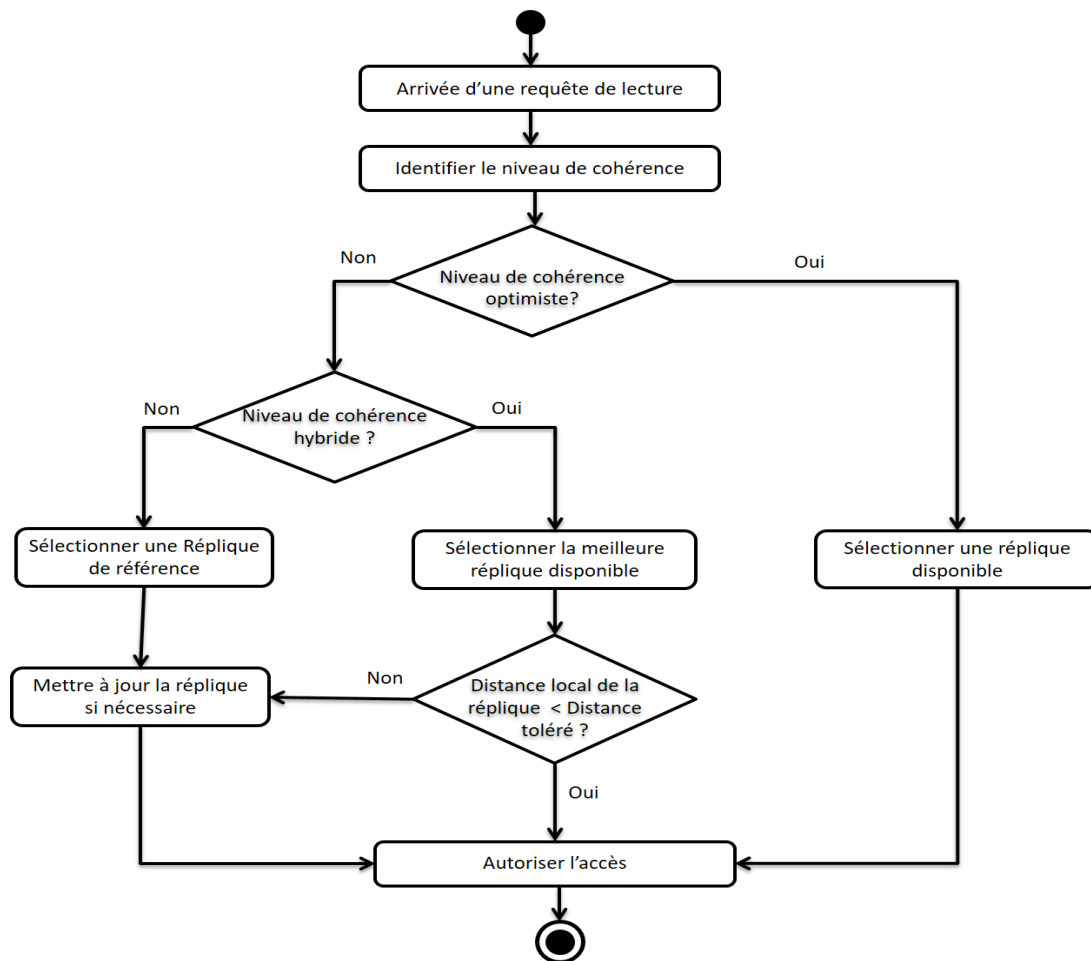 Arrivée d'une requête de lecture
Identifier le niveau de cohérence
Non
Oui
Niveau de cohérence
optimiste?
Non
Niveau de cohérence
hybride ?
Oui
Sélectionner une Réplique
de référence
Sélectionner la meilleure
réplique disponible
Sélectionner une réplique
disponible
Mettre à jour la réplique
si nécessaire
Non
Distance local de la
réplique < Distance
toléré ?
Oui
Autoriser l'accès